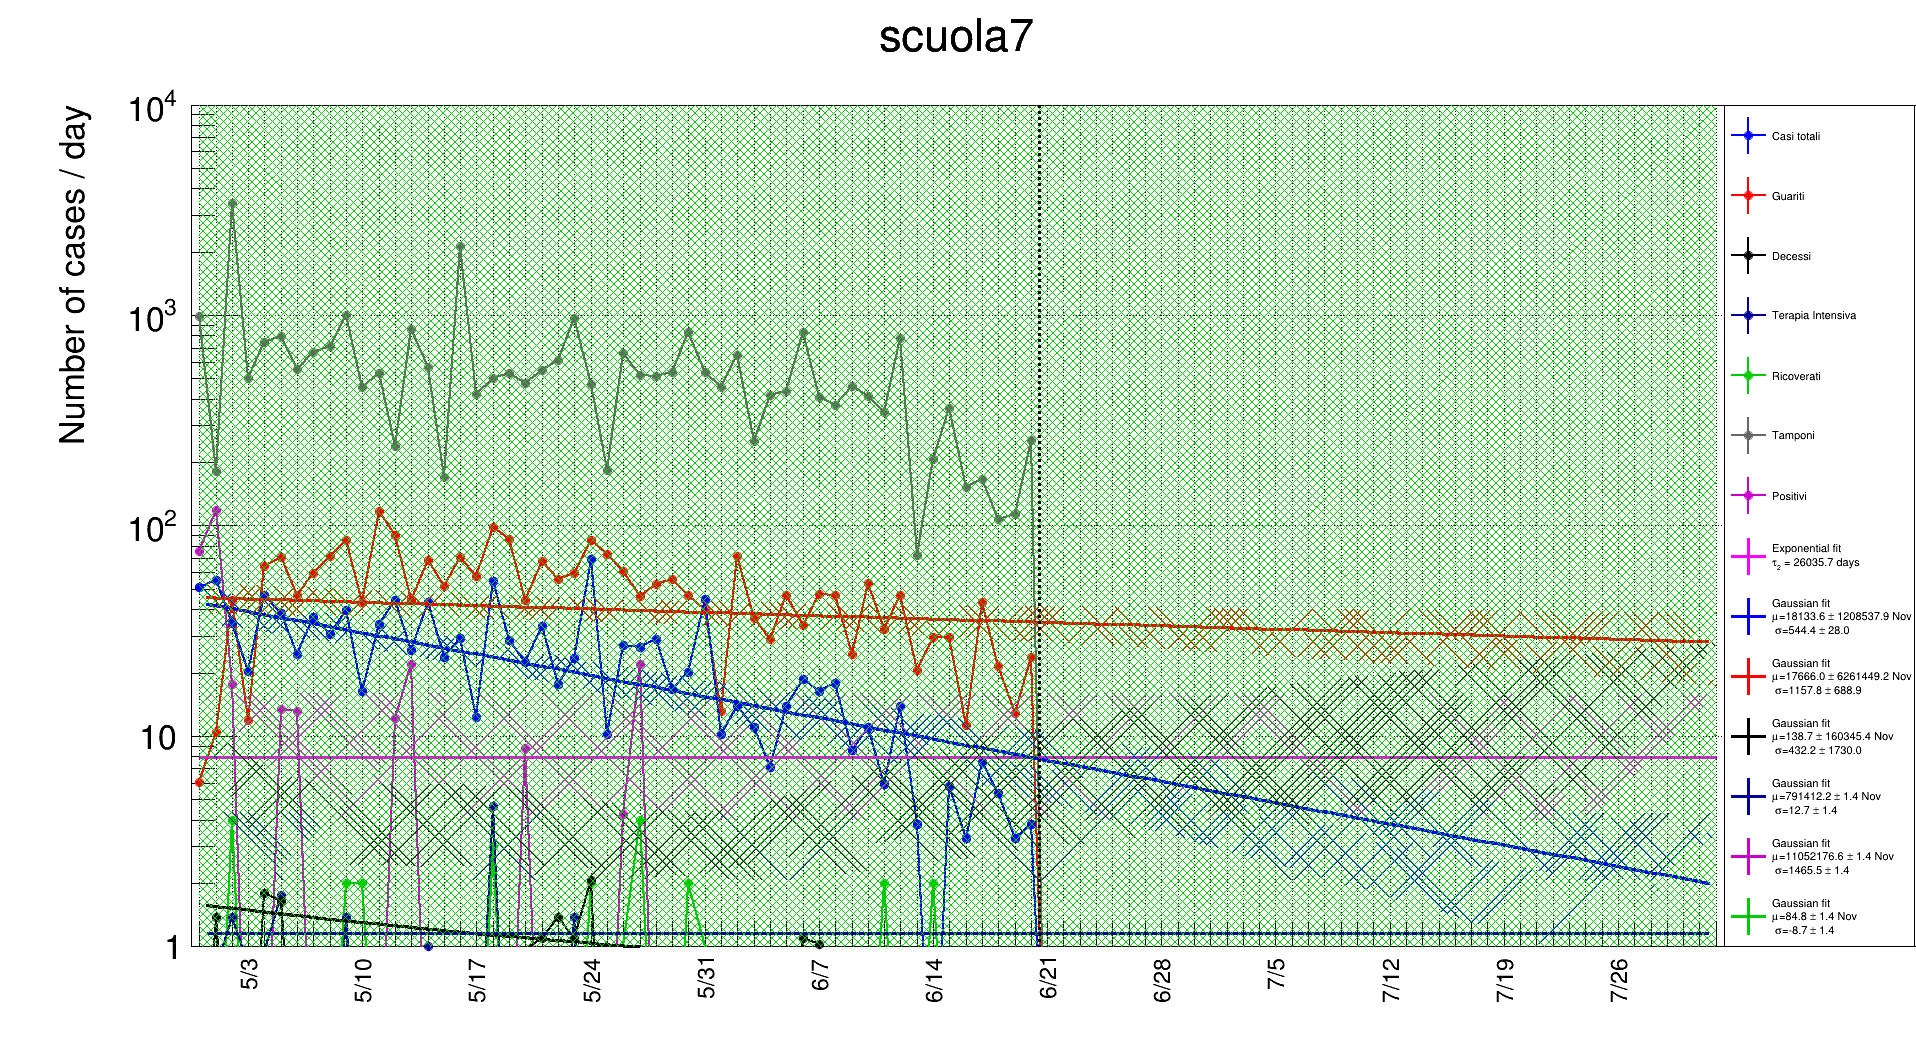 scuola7
Number of cases / day
10^4
10^3
10^2
10
1
5/3
5/10
5/17
5/24
5/31
6/7
6/14
6/21
6/28
7/5
7/12
7/19
7/26
Casi totali
Guariti
Decessi
Terapia Intensiva
Ricoverati
Tamponi
Positivi
Exponential fit
τ₂ = 26035.7 days
Gaussian fit
μ=18133.6 ± 1208537.9 Nov
σ=544.4 ± 28.0
Gaussian fit
μ=17666.0 ± 6261449.2 Nov
σ=1157.8 ± 688.9
Gaussian fit
μ=138.7 ± 160345.4 Nov
σ=432.2 ± 1730.0
Gaussian fit
μ=791412.2 ± 1.4 Nov
σ=12.7 ± 1.4
Gaussian fit
μ=11052176.6 ± 1.4 Nov
σ=1465.5 ± 1.4
Gaussian fit
μ=84.8 ± 1.4 Nov
σ=-8.7 ± 1.4